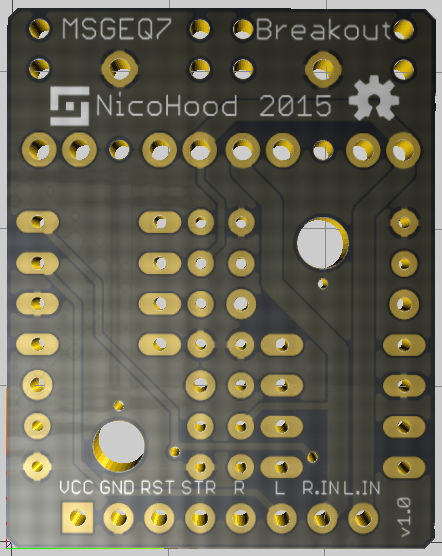 MSGEQ7 Breakout
NicoHood 2015
VCC GND RST STR R L R.IN L.IN
v1.0